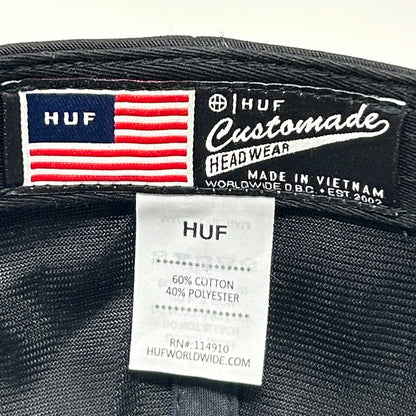 HUF
HUF
Customade
HEADWEAR
MADE IN VIETNAM
WORLDWIDE D.B.C. • EST 2002
HUF
60% COTTON
40% POLYESTER
RN#:114910
HUFWORLDWIDE.COM